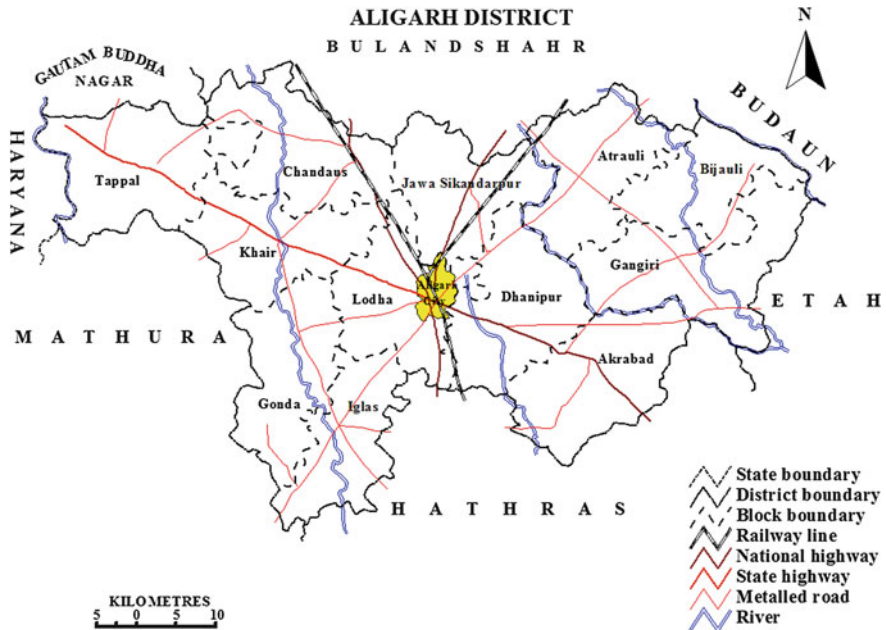 ALIGARH DISTRICT
N
BULANDSHAHR
GAUTAM BUDDHA
NAGAR
BUDAUN
HARYANA
Atrauli
Bijauli
Chandaus
Tappal
Jawa Sikandarpur
Khair
Gangiri
Aligarh
City
Lodha
Dhanipur
ETAH
MATHURA
Akrabad
Gonda
Iglas
HATHRAS
State boundary
District boundary
Block boundary
Railway line
National highway
State highway
Metalled road
River
KILOMETRES
5 0 10